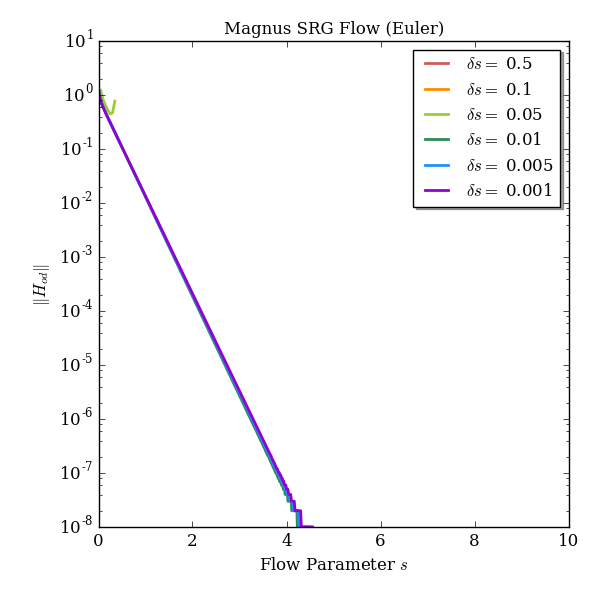 Magnus SRG Flow (Euler)
10^1
10^0
10^-1
10^-2
10^-3
10^-4
10^-5
10^-6
10^-7
10^-8
||H_od||
δs = 0.5
δs = 0.1
δs = 0.05
δs = 0.01
δs = 0.005
δs = 0.001
0 2 4 6 8 10
Flow Parameter s